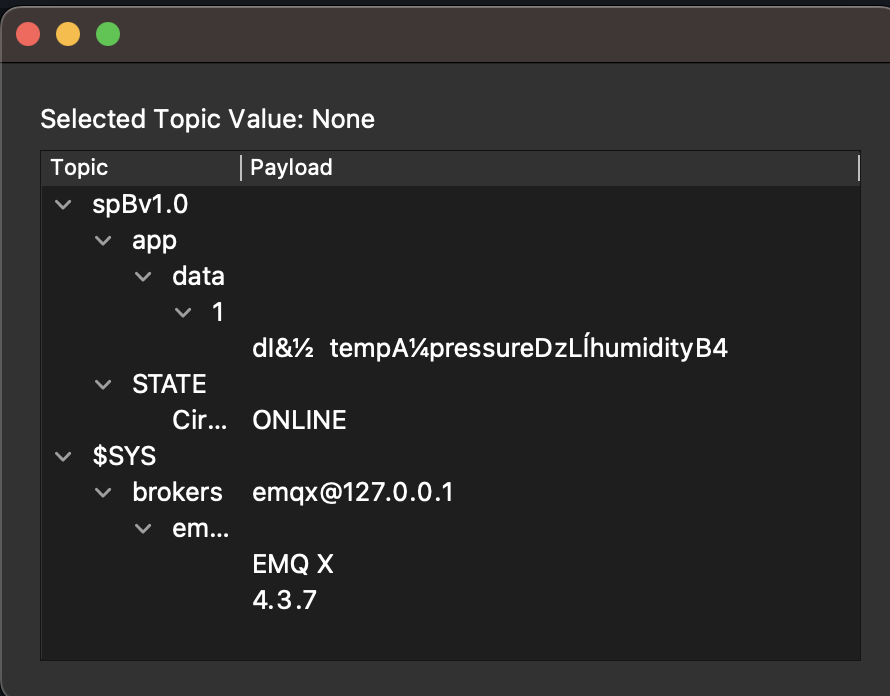 Selected Topic Value: None
Topic Payload
spBv1.0
app
data
1
dI&½ tempA¼pressureDzLÍhumidityB4
STATE
Cir... ONLINE
$SYS
brokers emqx@127.0.0.1
em...
EMQ X
4.3.7